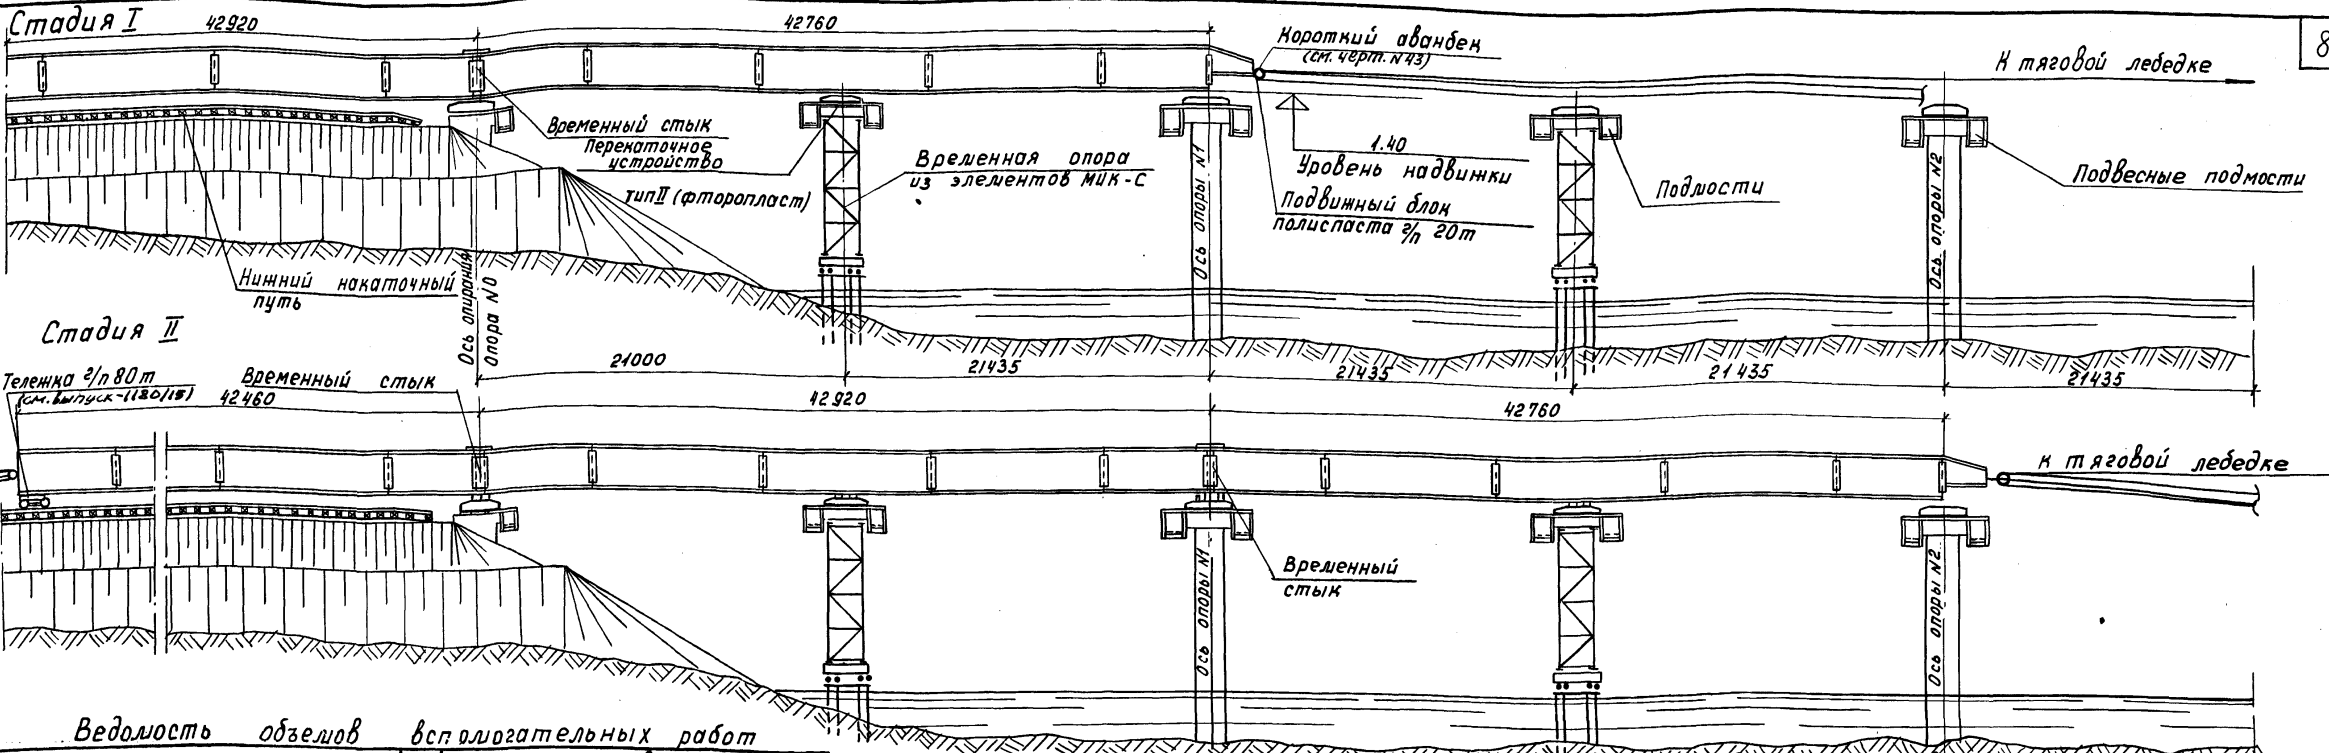 Стадия I
42920
42760
Короткий аванбек
(см. черт. N43)
К тяговой лебедке
8
Временный стык
Перекаточное
устройство
тип II (фторопласт)
Временная опора
из элементов МИК-С
1.40
Уровень надвижки
Подвижный блок
полиспаста г/п 20т
Подмости
Подвесные подмости
Ось опоры N1
Ось опоры N2
Нижний накаточный
путь
Ось опирания
опора N0
21000
21435
21435
21435
21435
Стадия II
Тележка г/п 80т
(см. выпуск-1180/15)
Временный стык
42460
42920
42760
к тяговой лебедке
Временный
стык
Ось опоры N1
Ось опоры N2
Ведомость объемов вспомогательных работ